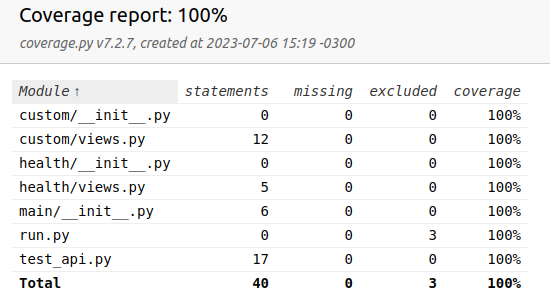 Coverage report: 100%
coverage.py v7.2.7, created at 2023-07-06 15:19 -0300
Module ↑ statements missing excluded coverage
custom/__init__.py 0 0 0 100%
custom/views.py 12 0 0 100%
health/__init__.py 0 0 0 100%
health/views.py 5 0 0 100%
main/__init__.py 6 0 0 100%
run.py 0 0 3 100%
test_api.py 17 0 0 100%
Total 40 0 3 100%